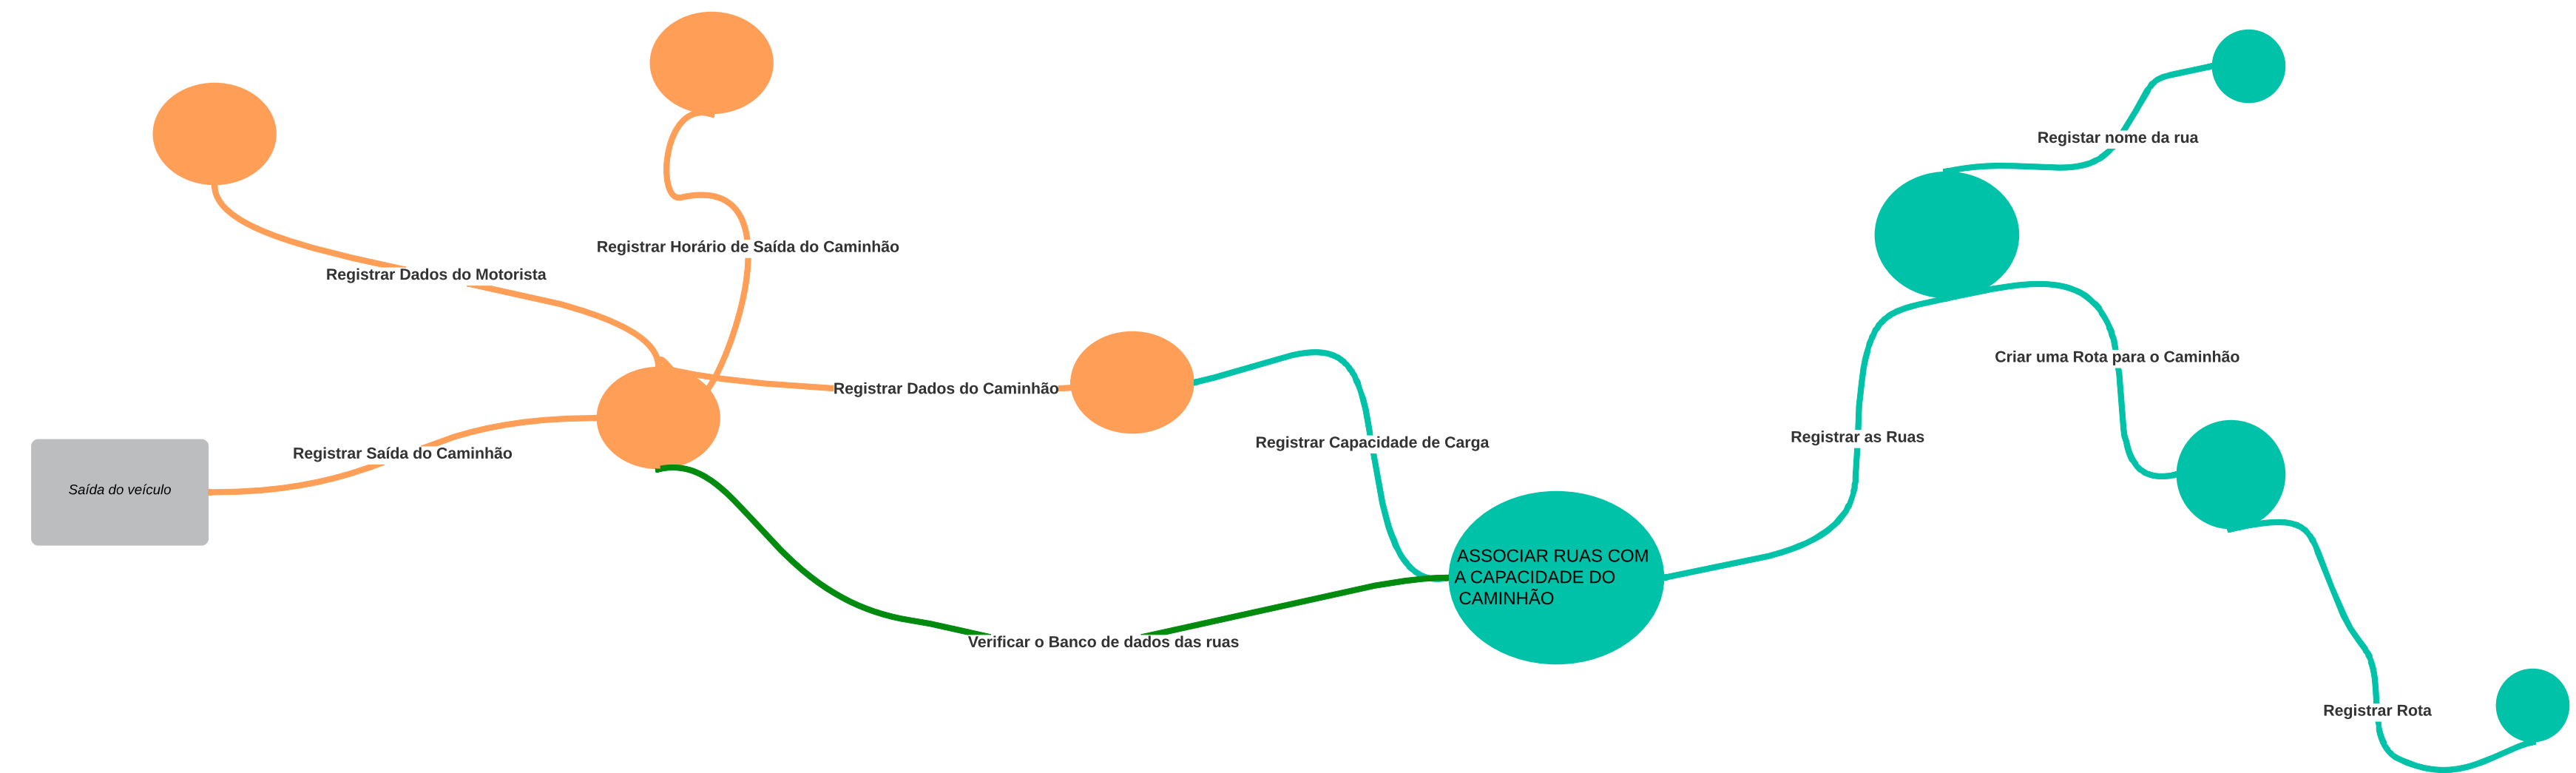 Registar nome da rua
Registrar Horário de Saída do Caminhão
Registrar Dados do Motorista
Criar uma Rota para o Caminhão
Registrar Dados do Caminhão
Registrar as Ruas
Registrar Capacidade de Carga
Registrar Saída do Caminhão
Saída do veículo
ASSOCIAR RUAS COM
A CAPACIDADE DO
CAMINHÃO
Verificar o Banco de dados das ruas
Registrar Rota